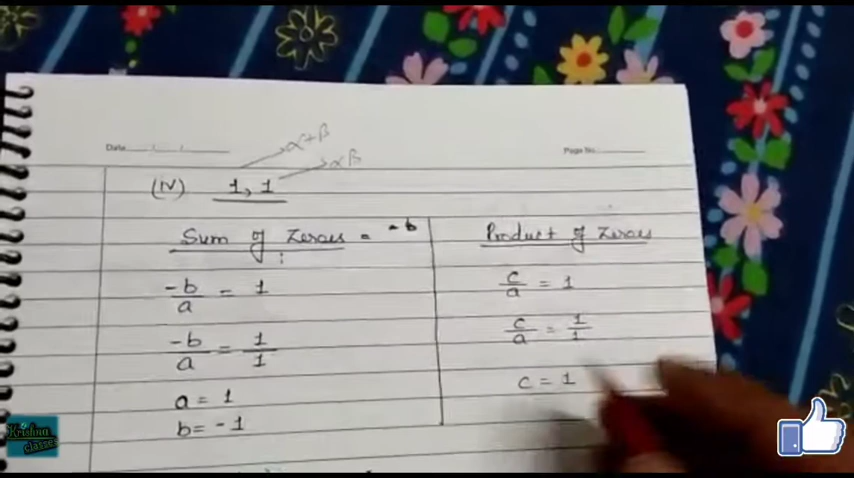 Date
Page No.
α+β
αβ
(IV) 1, 1
Sum of Zeroes = -b
-b/a = 1
-b/a = 1/1
a = 1
b = -1
Product of Zeroes
c/a = 1
c/a = 1/1
c = 1
Krishna
classes